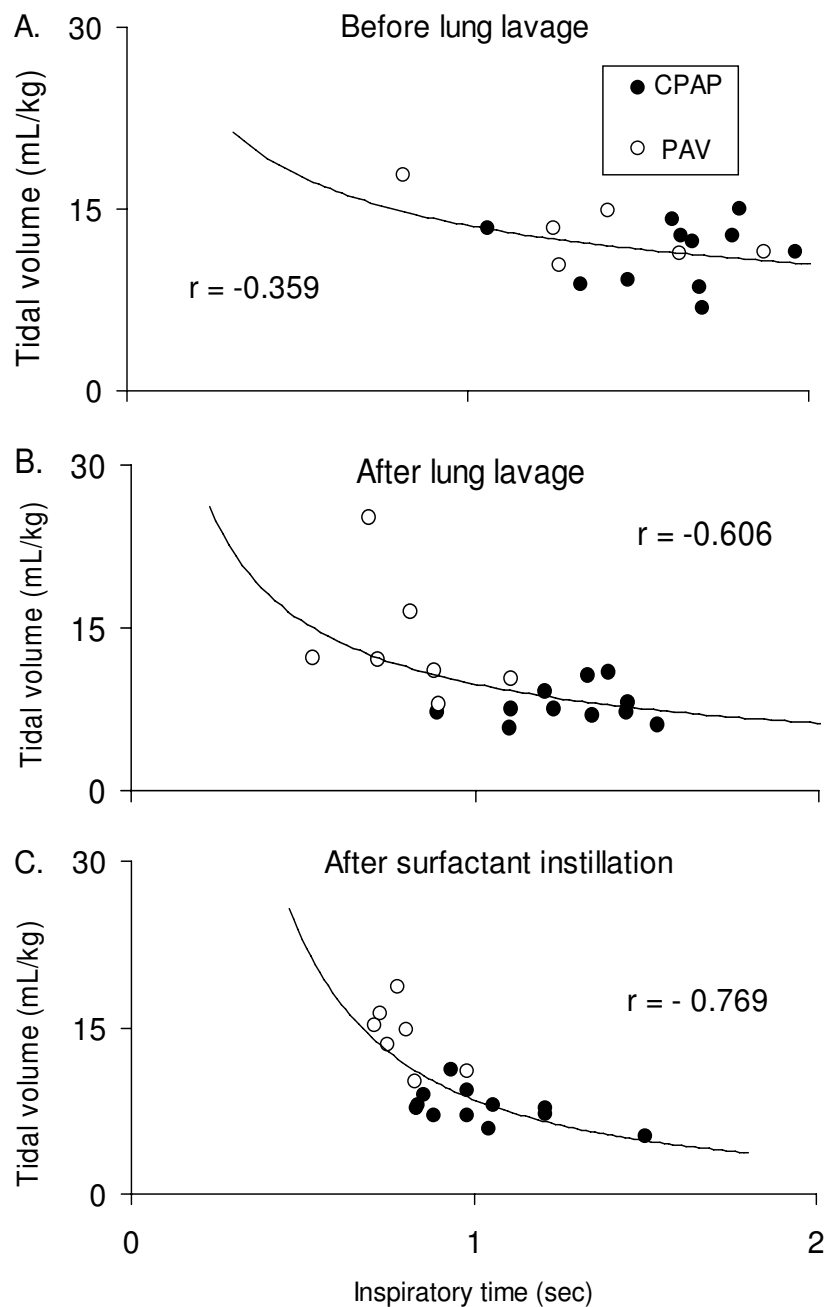 A.
Before lung lavage
30
15
0
Tidal volume (mL/kg)
CPAP
PAV
r = -0.359
B.
After lung lavage
30
15
0
Tidal volume (mL/kg)
r = -0.606
C.
After surfactant instillation
30
15
0
Tidal volume (mL/kg)
r = - 0.769
0 1 2
Inspiratory time (sec)